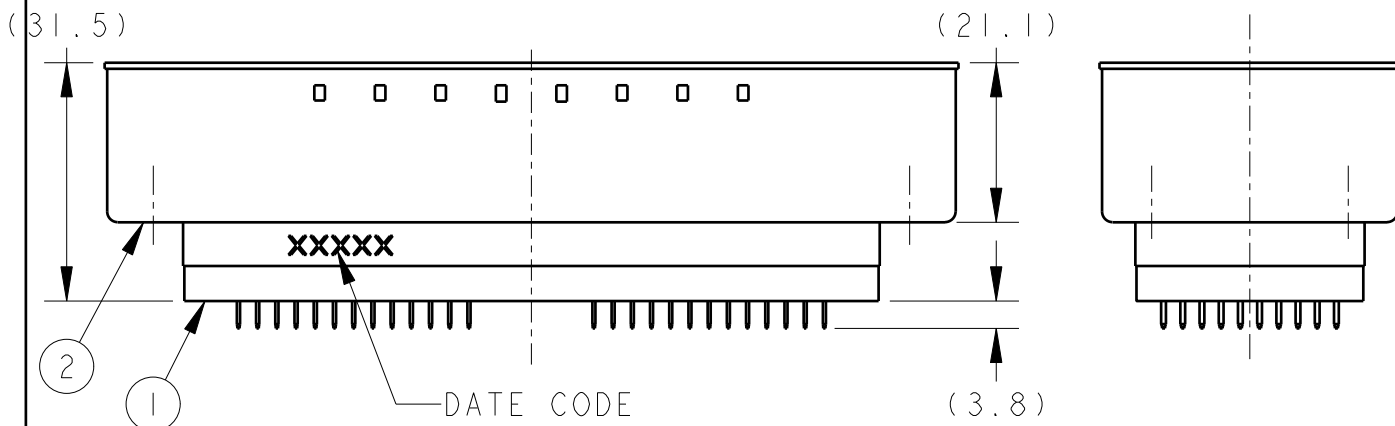 (31.5)
(21.1)
XXXXX
2
1
DATE CODE
(3.8)